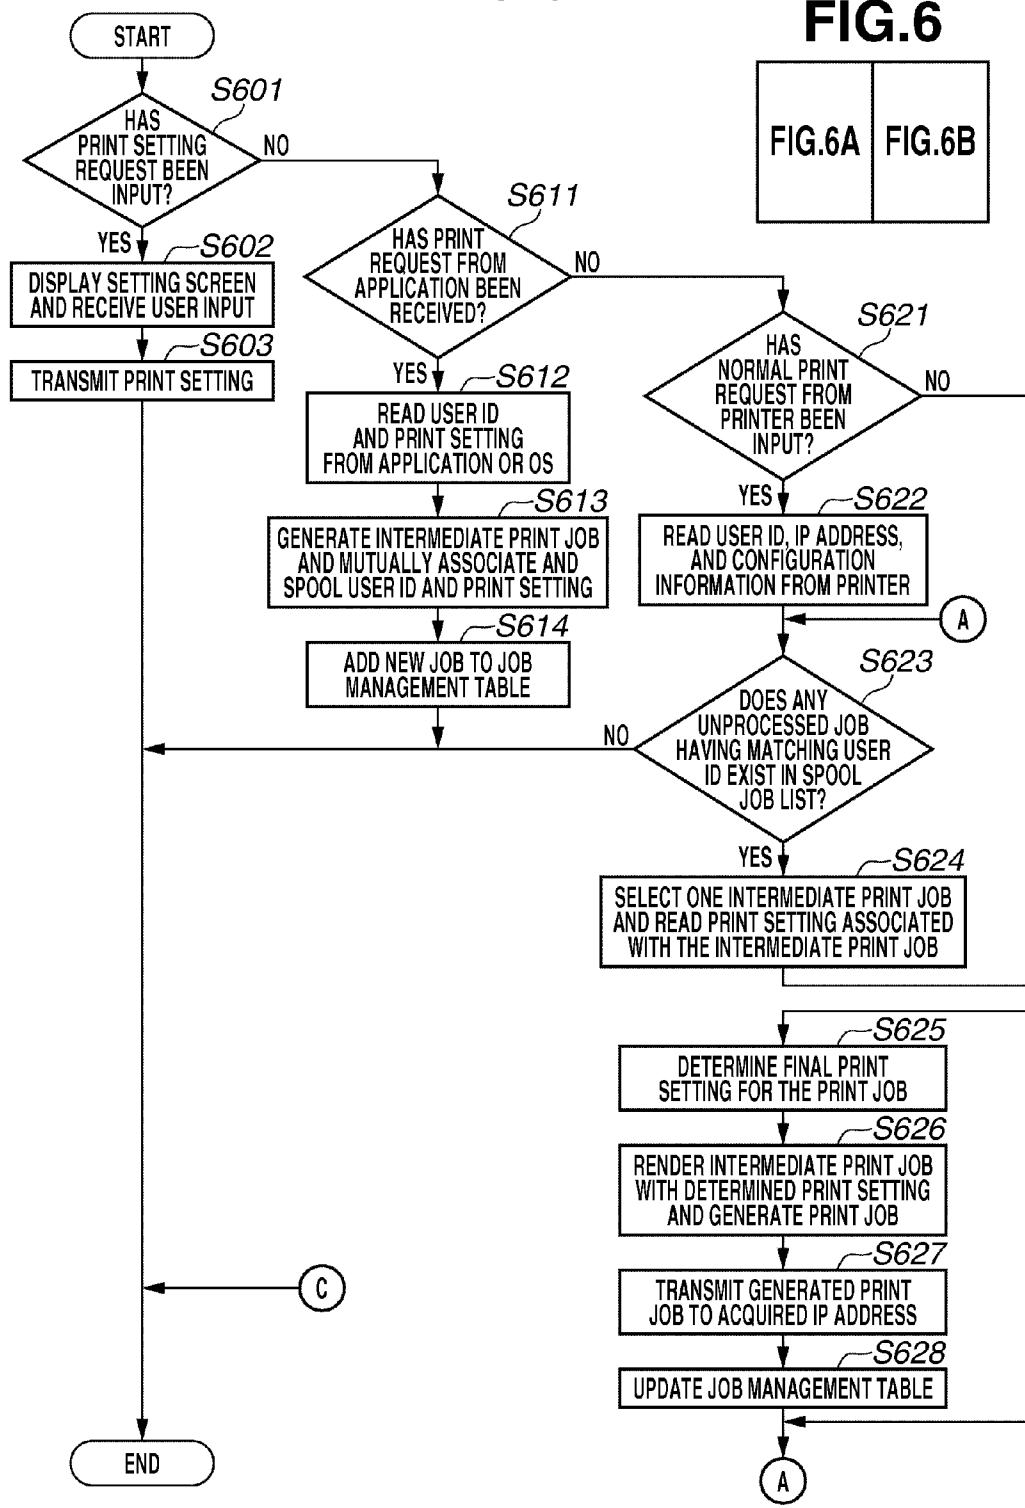 FIG.6
FIG.6A
FIG.6B
START
S601
HAS
PRINT SETTING
REQUEST BEEN
INPUT?
NO
YES
S602
DISPLAY SETTING SCREEN
AND RECEIVE USER INPUT
S603
TRANSMIT PRINT SETTING
S611
HAS PRINT
REQUEST FROM
APPLICATION BEEN
RECEIVED?
NO
YES
S612
READ USER ID
AND PRINT SETTING
FROM APPLICATION OR OS
S613
GENERATE INTERMEDIATE PRINT JOB
AND MUTUALLY ASSOCIATE AND
SPOOL USER ID AND PRINT SETTING
S614
ADD NEW JOB TO JOB
MANAGEMENT TABLE
S621
HAS
NORMAL PRINT
REQUEST FROM
PRINTER BEEN
INPUT?
NO
YES
S622
READ USER ID, IP ADDRESS,
AND CONFIGURATION
INFORMATION FROM PRINTER
A
S623
DOES ANY
UNPROCESSED JOB
HAVING MATCHING USER
ID EXIST IN SPOOL
JOB LIST?
NO
YES
S624
SELECT ONE INTERMEDIATE PRINT JOB
AND READ PRINT SETTING ASSOCIATED
WITH THE INTERMEDIATE PRINT JOB
S625
DETERMINE FINAL PRINT
SETTING FOR THE PRINT JOB
S626
RENDER INTERMEDIATE PRINT JOB
WITH DETERMINED PRINT SETTING
AND GENERATE PRINT JOB
S627
TRANSMIT GENERATED PRINT
JOB TO ACQUIRED IP ADDRESS
S628
UPDATE JOB MANAGEMENT TABLE
A
C
END